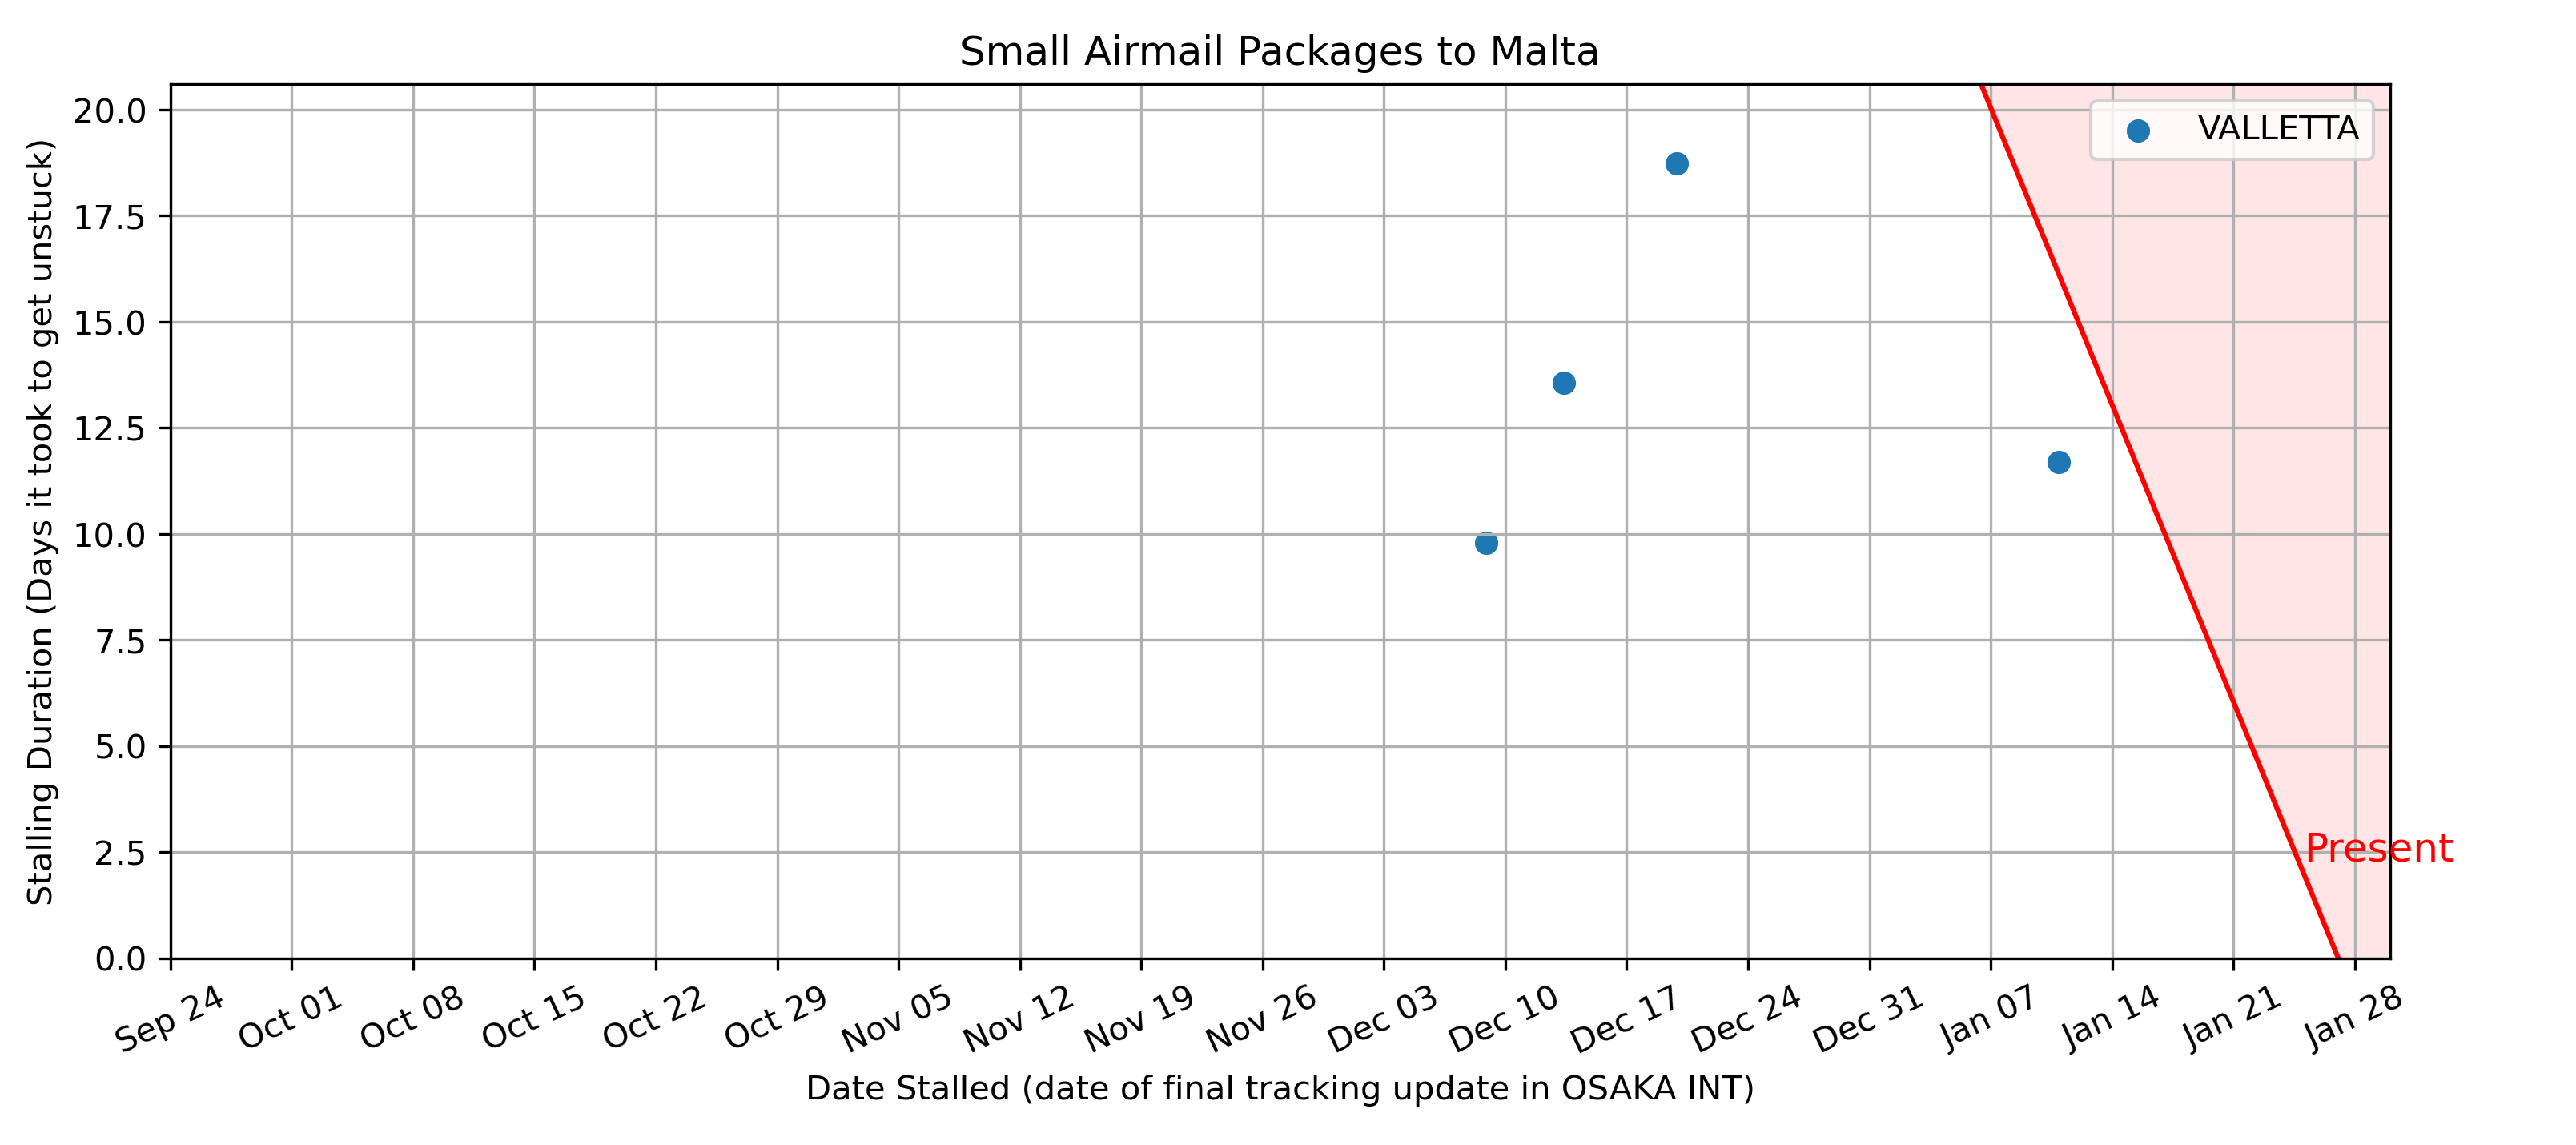 Small Airmail Packages to Malta
VALLETTA
Stalling Duration (Days it took to get unstuck)
20.0
17.5
15.0
12.5
10.0
7.5
5.0
2.5
0.0
Present
Sep 24
Oct 01
Oct 08
Oct 15
Oct 22
Oct 29
Nov 05
Nov 12
Nov 19
Nov 26
Dec 03
Dec 10
Dec 17
Dec 24
Dec 31
Jan 07
Jan 14
Jan 21
Jan 28
Date Stalled (date of final tracking update in OSAKA INT)